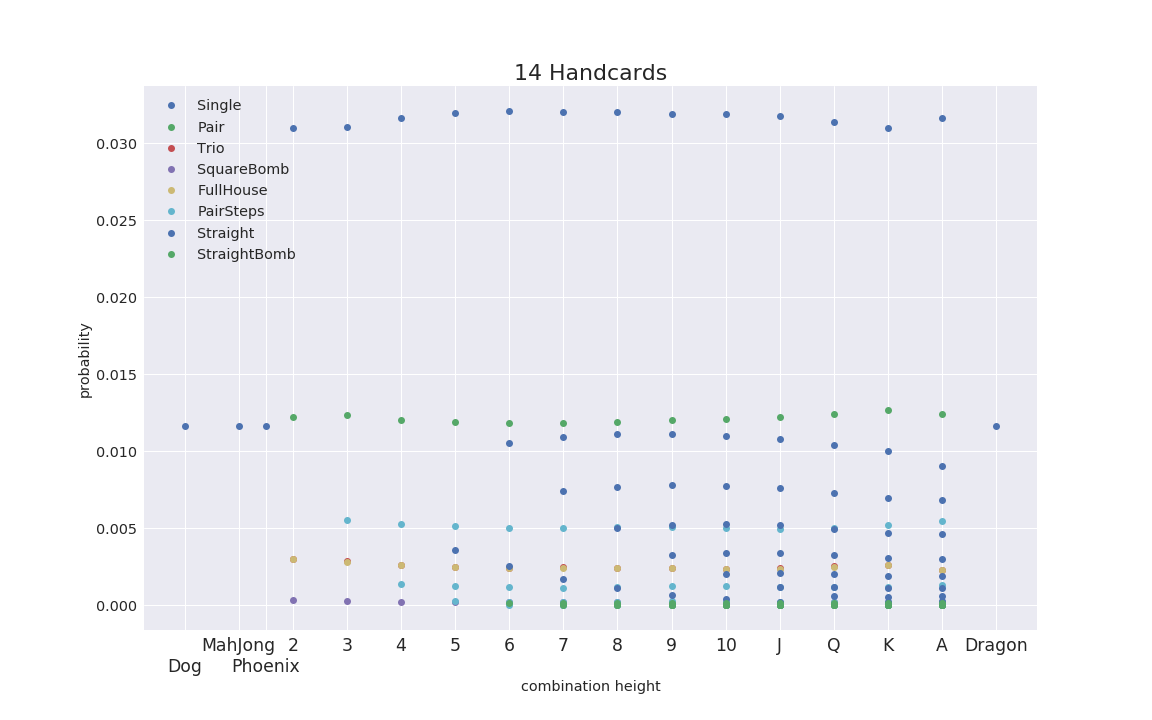 14 Handcards
Single
Pair
Trio
SquareBomb
FullHouse
PairSteps
Straight
StraightBomb
0.030
0.025
0.020
0.015
0.010
0.005
0.000
probability
MahJong 2 3 4 5 6 7 8 9 10 J Q K A Dragon
Dog Phoenix
combination height